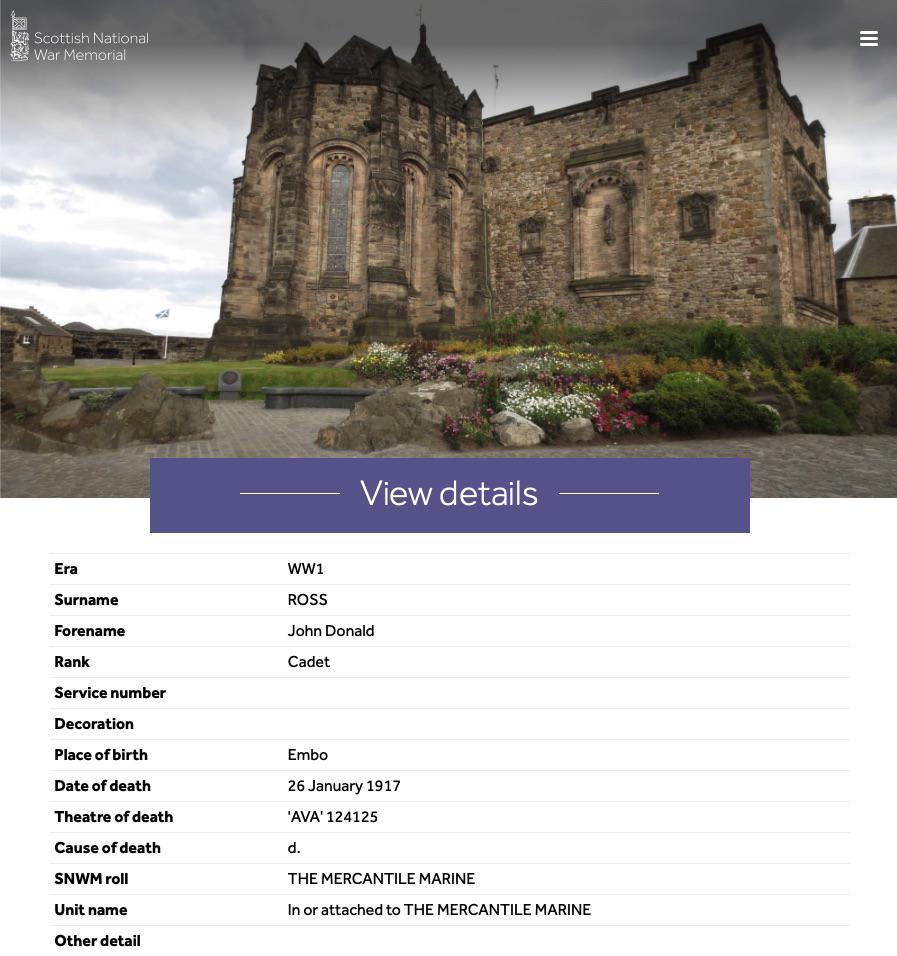 Scottish National
War Memorial
View details
Era WW1
Surname ROSS
Forename John Donald
Rank Cadet
Service number
Decoration
Place of birth Embo
Date of death 26 January 1917
Theatre of death 'AVA' 124125
Cause of death d.
SNWM roll THE MERCANTILE MARINE
Unit name In or attached to THE MERCANTILE MARINE
Other detail